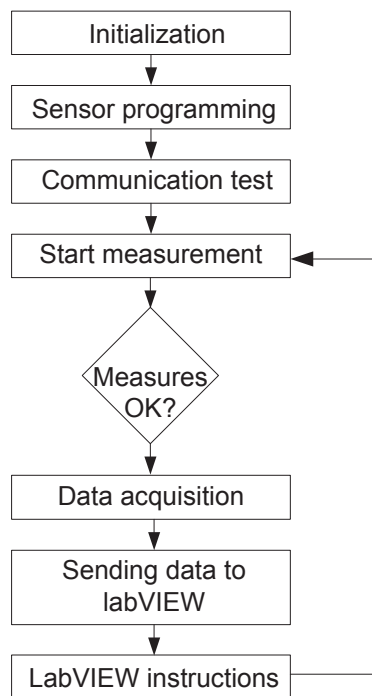 Initialization
Sensor programming
Communication test
Start measurement
Measures
OK?
Data acquisition
Sending data to
labVIEW
LabVIEW instructions